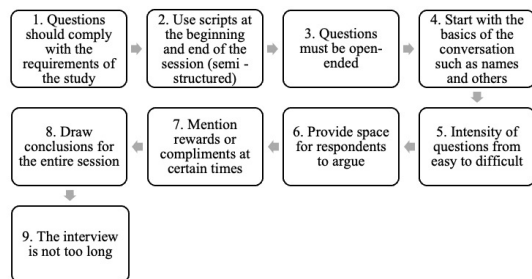 1. Questions
should comply
with the
requirements of
the study
2. Use scripts at
the beginning
and end of the
session (semi -
structured)
3. Questions
must be open-
ended
4. Start with the
basics of the
conversation
such as names
and others
5. Intensity of
questions from
easy to difficult
6. Provide space
for respondents
to argue
7. Mention
rewards or
compliments at
certain times
8. Draw
conclusions for
the entire session
9. The interview
is not too long